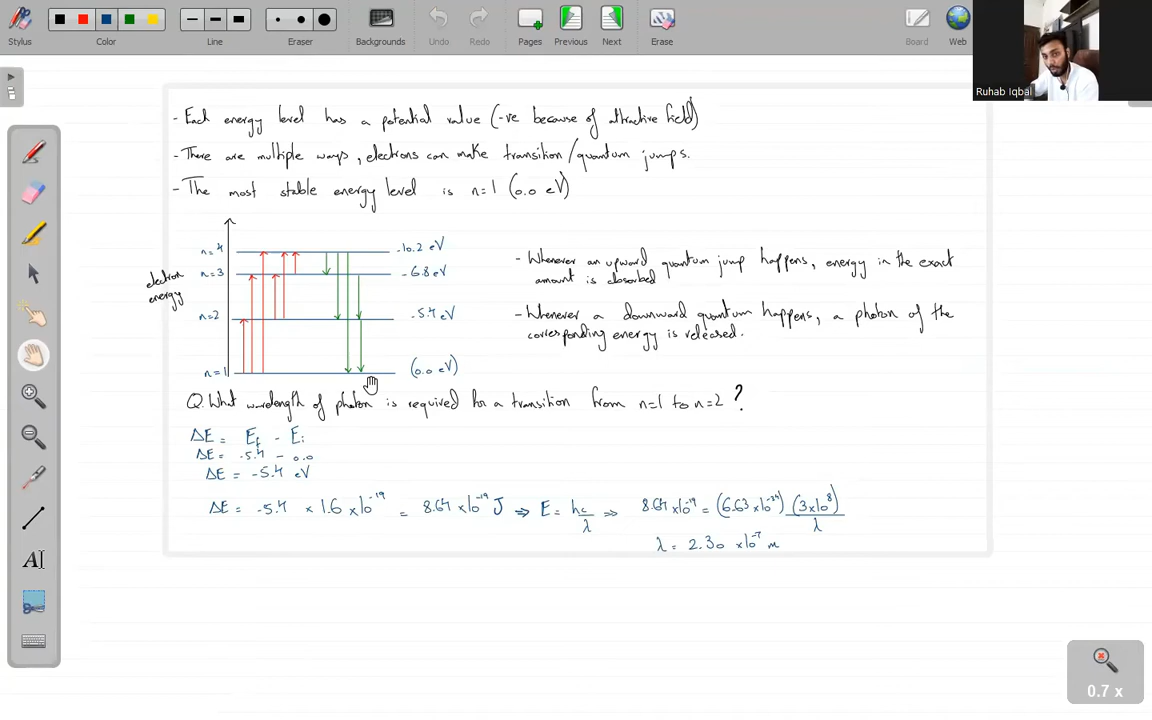 Stylus
Color
Line
Eraser
Backgrounds
Undo
Redo
Pages
Previous
Next
Erase
Board
Web
Ruhab Iqbal
- Each energy level has a potential value (-ve because of attractive field)
- There are multiple ways, electrons can make transition/quantum jumps.
- The most stable energy level is n=1 (0.0 eV)
n=4 -10.2 eV
n=3 -6.8 eV
electron energy
n=2 -5.4 eV
n=1 (0.0 eV)
- Whenever an upward quantum jump happens, energy in the exact
amount is absorbed
- Whenever a downward quantum happens, a photon of the
corresponding energy is released.
Q. What wavelength of photon is required for a transition from n=1 to n=2 ?
ΔE = Ef - Ei
ΔE = -5.4 - 0.0
ΔE = -5.4 eV
ΔE = -5.4 × 1.6 × 10^-19 = 8.64 × 10^-19 J ⇒ E = hc/λ ⇒ 8.64 × 10^-19 = (6.63 × 10^-34) (3 × 10^8)/λ
λ = 2.30 × 10^-7 m
A
0.7 x